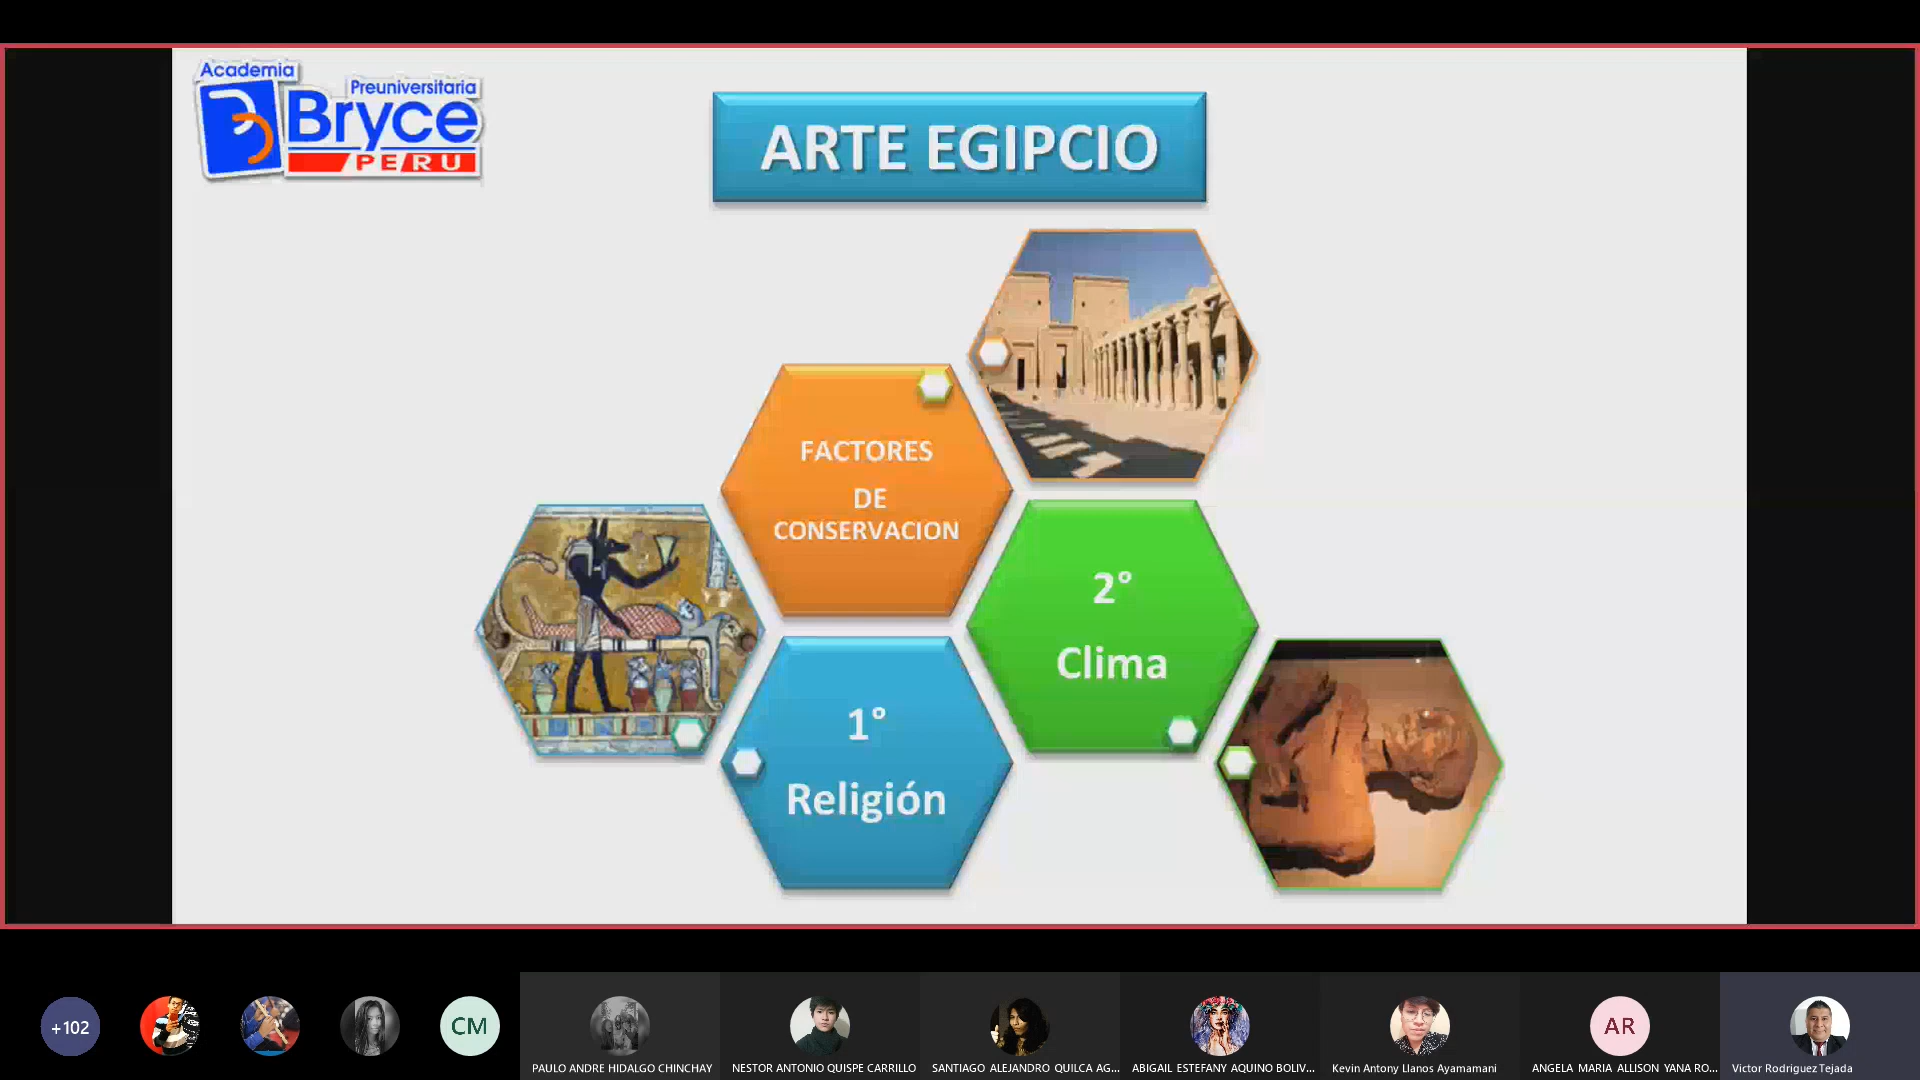 Academia
Preuniversitaria
Bryce
PERU
ARTE EGIPCIO
FACTORES
DE
CONSERVACION
2°
Clima
1°
Religión
+102
CM
AR
PAULO ANDRE HIDALGO CHINCHAY
NESTOR ANTONIO QUISPE CARRILLO
SANTIAGO ALEJANDRO QUILCA AG...
ABIGAIL ESTEFANY AQUINO BOLIV...
Kevin Antony Llanos Ayamamani
ANGELA MARIA ALLISON YANA RO...
Victor Rodriguez Tejada